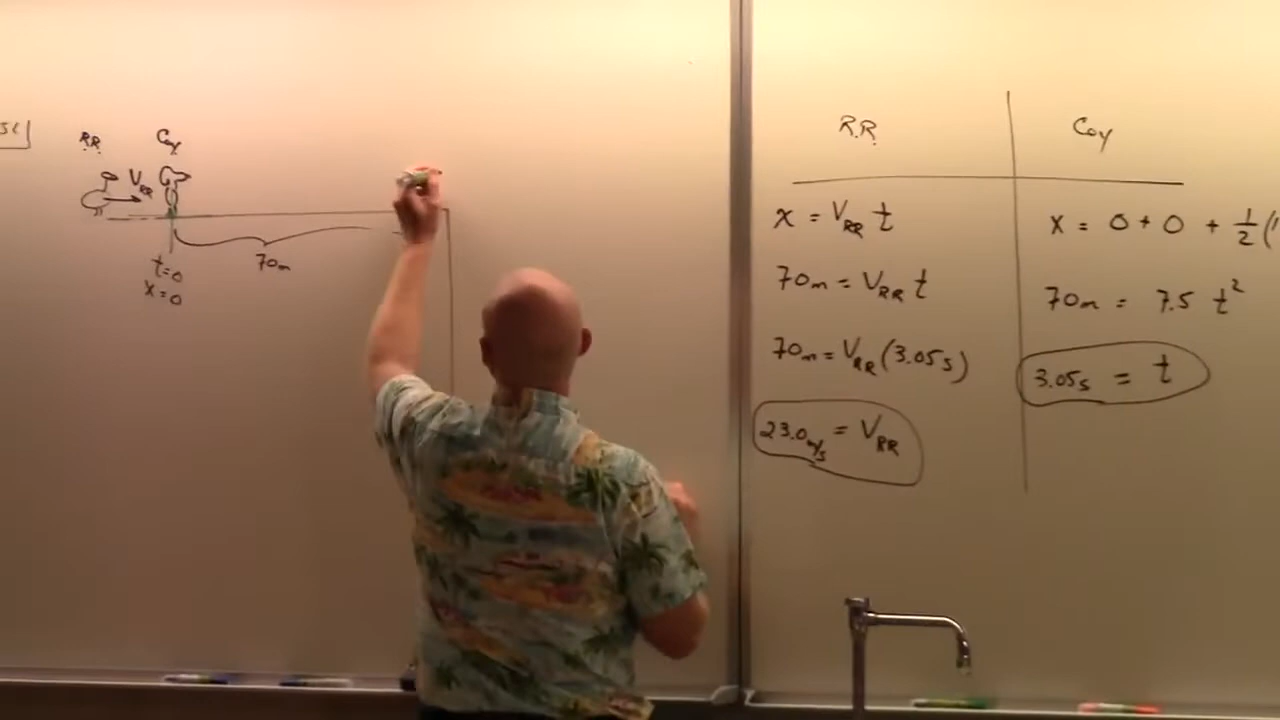 R.R
Coy
V_RR
70m
t=0
x=0
R.R
x = V_RR t
70m = V_RR t
70m = V_RR (3.05s)
23.0 m/s = V_RR
Coy
x = 0 + 0 + 1/2 (
70m = 7.5 t²
3.05s = t